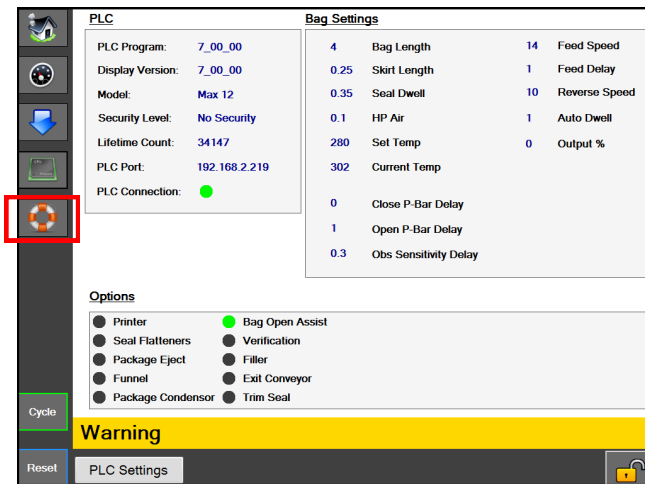 PLC
PLC Program: 7_00_00
Display Version: 7_00_00
Model: Max 12
Security Level: No Security
Lifetime Count: 34147
PLC Port: 192.168.2.219
PLC Connection:
Bag Settings
4 Bag Length 14 Feed Speed
0.25 Skirt Length 1 Feed Delay
0.35 Seal Dwell 10 Reverse Speed
0.1 HP Air 1 Auto Dwell
280 Set Temp 0 Output %
302 Current Temp
0 Close P-Bar Delay
1 Open P-Bar Delay
0.3 Obs Sensitivity Delay
Options
Printer Bag Open Assist
Seal Flatteners Verification
Package Eject Filler
Funnel Exit Conveyor
Package Condensor Trim Seal
Cycle
Warning
Reset PLC Settings